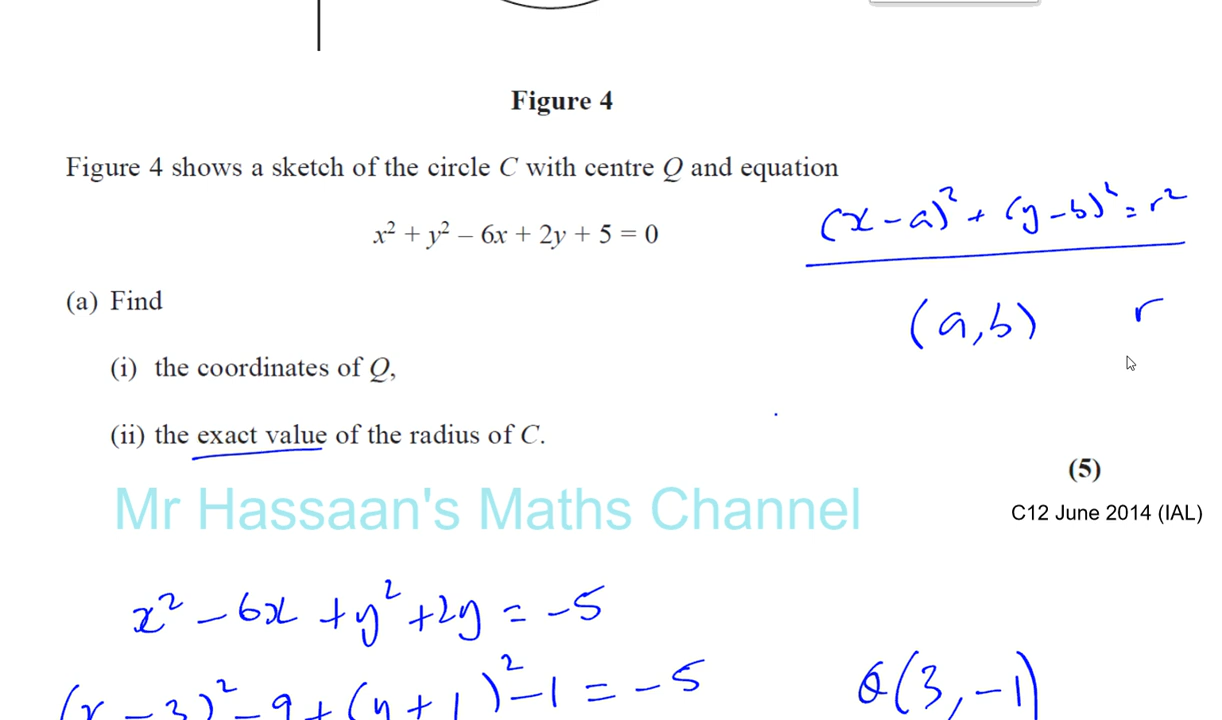 Figure 4
Figure 4 shows a sketch of the circle C with centre Q and equation
x² + y² – 6x + 2y + 5 = 0
(x – a)² + (y – b)² = r²
(a) Find
(a, b) r
(i) the coordinates of Q,
(ii) the exact value of the radius of C.
(5)
Mr Hassaan's Maths Channel
C12 June 2014 (IAL)
x² – 6x + y² + 2y = –5
(x – 3)² – 9 + (y + 1)² – 1 = –5
Q(3, –1)